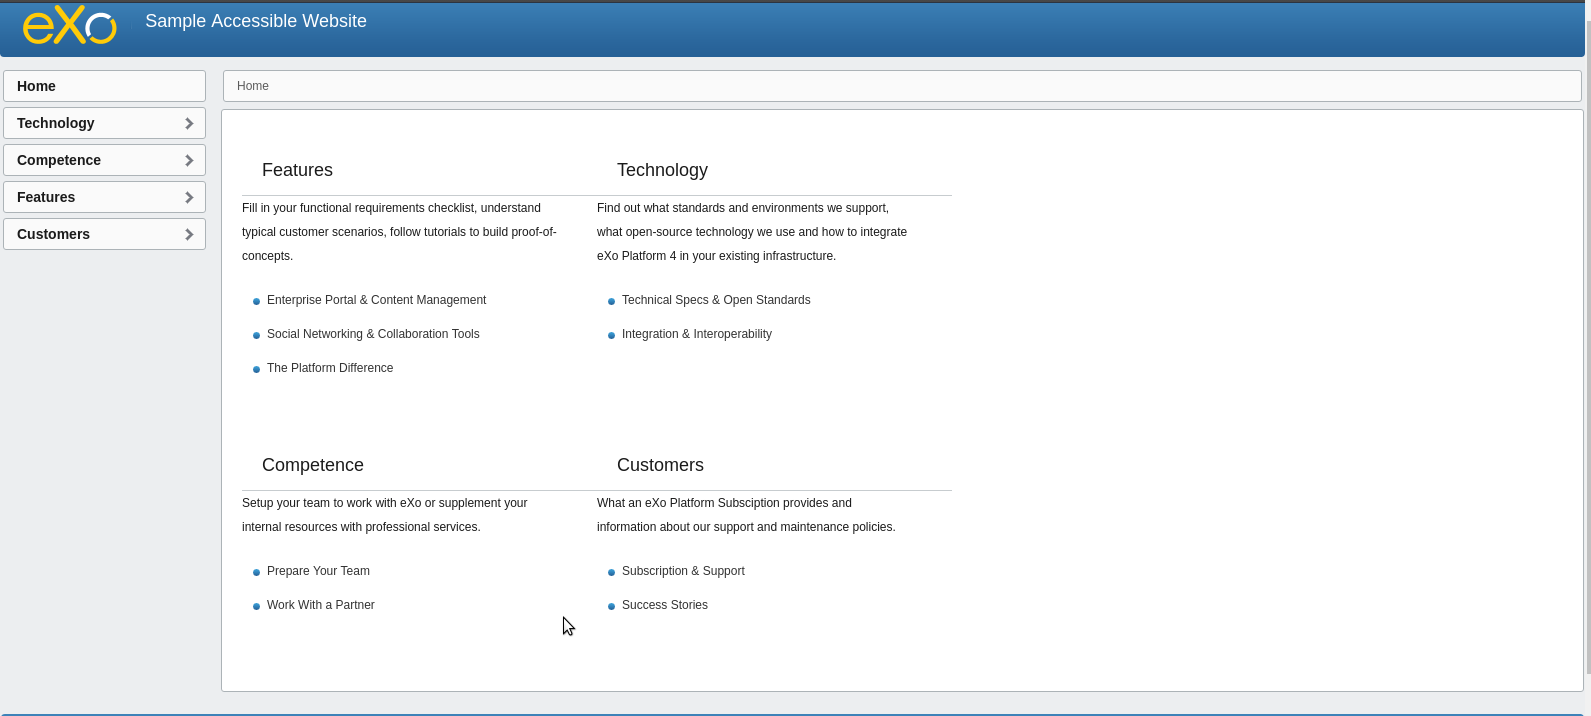 eXo
Sample Accessible Website
Home
Technology
Competence
Features
Customers
Home
Features
Fill in your functional requirements checklist, understand
typical customer scenarios, follow tutorials to build proof-of-
concepts.
Enterprise Portal & Content Management
Social Networking & Collaboration Tools
The Platform Difference
Technology
Find out what standards and environments we support,
what open-source technology we use and how to integrate
eXo Platform 4 in your existing infrastructure.
Technical Specs & Open Standards
Integration & Interoperability
Competence
Setup your team to work with eXo or supplement your
internal resources with professional services.
Prepare Your Team
Work With a Partner
Customers
What an eXo Platform Subsciption provides and
information about our support and maintenance policies.
Subscription & Support
Success Stories